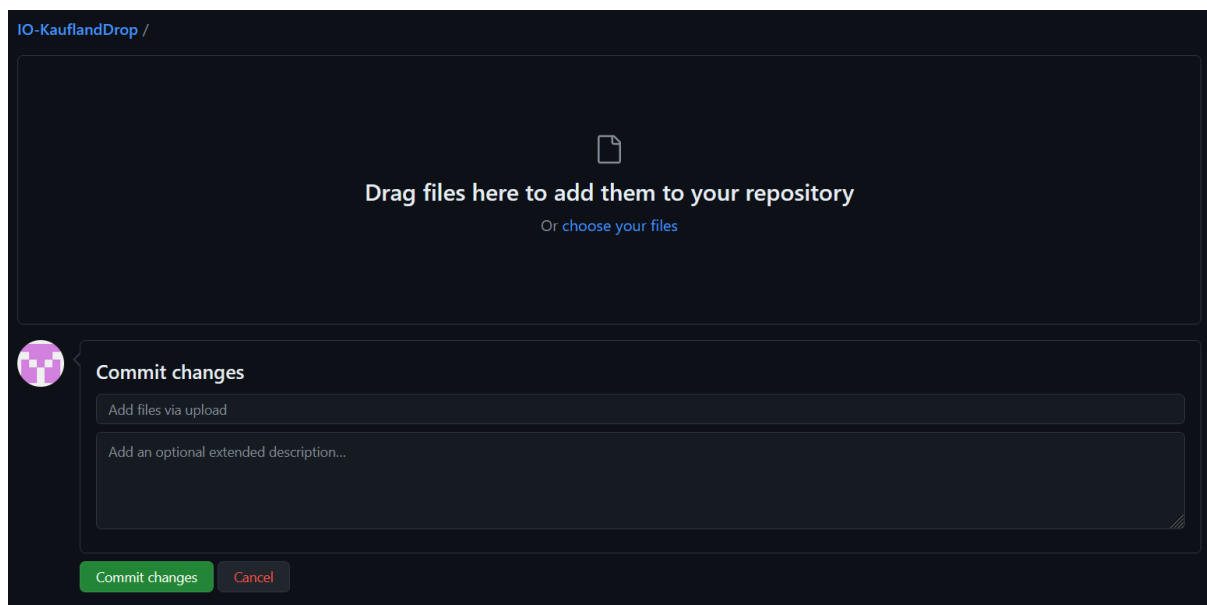 IO-KauflandDrop /
Drag files here to add them to your repository
Or choose your files
Commit changes
Add files via upload
Add an optional extended description...
Commit changes
Cancel